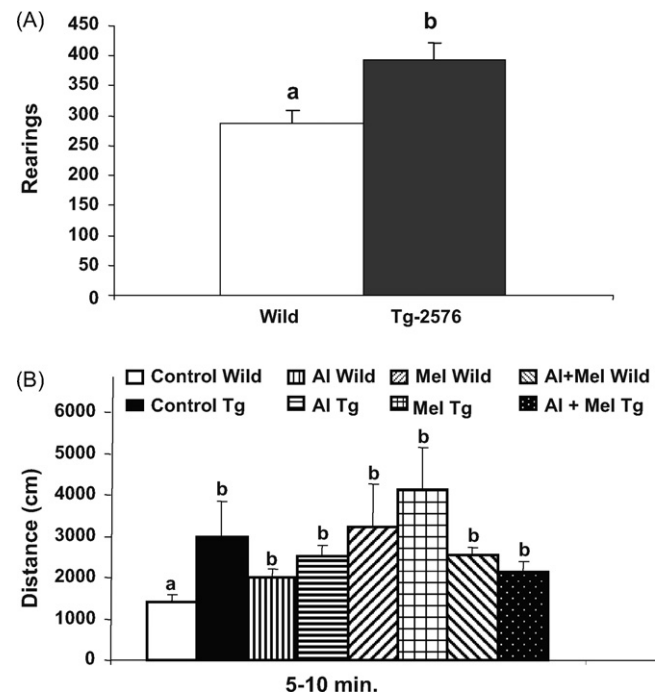 (A)
450
400
350
300
250
200
150
100
50
0
Rearings
a
b
Wild Tg-2576
(B)
Control Wild Al Wild Mel Wild Al+Mel Wild
Control Tg Al Tg Mel Tg Al + Mel Tg
6000
5000
4000
3000
2000
1000
0
Distance (cm)
a
b
b
b
b
b
b
b
5-10 min.